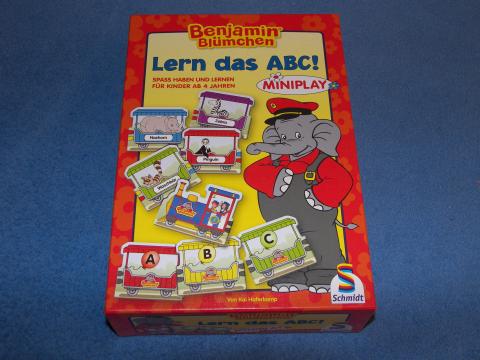 Benjamin
Blümchen
Lern das ABC!
SPASS HABEN UND LERNEN
FÜR KINDER AB 4 JAHREN
MINIPLAY
Nashorn
Zebra
Pinguin
A
B
C
Von Kai Haferkamp
S
Schmidt
Lern das ABC!